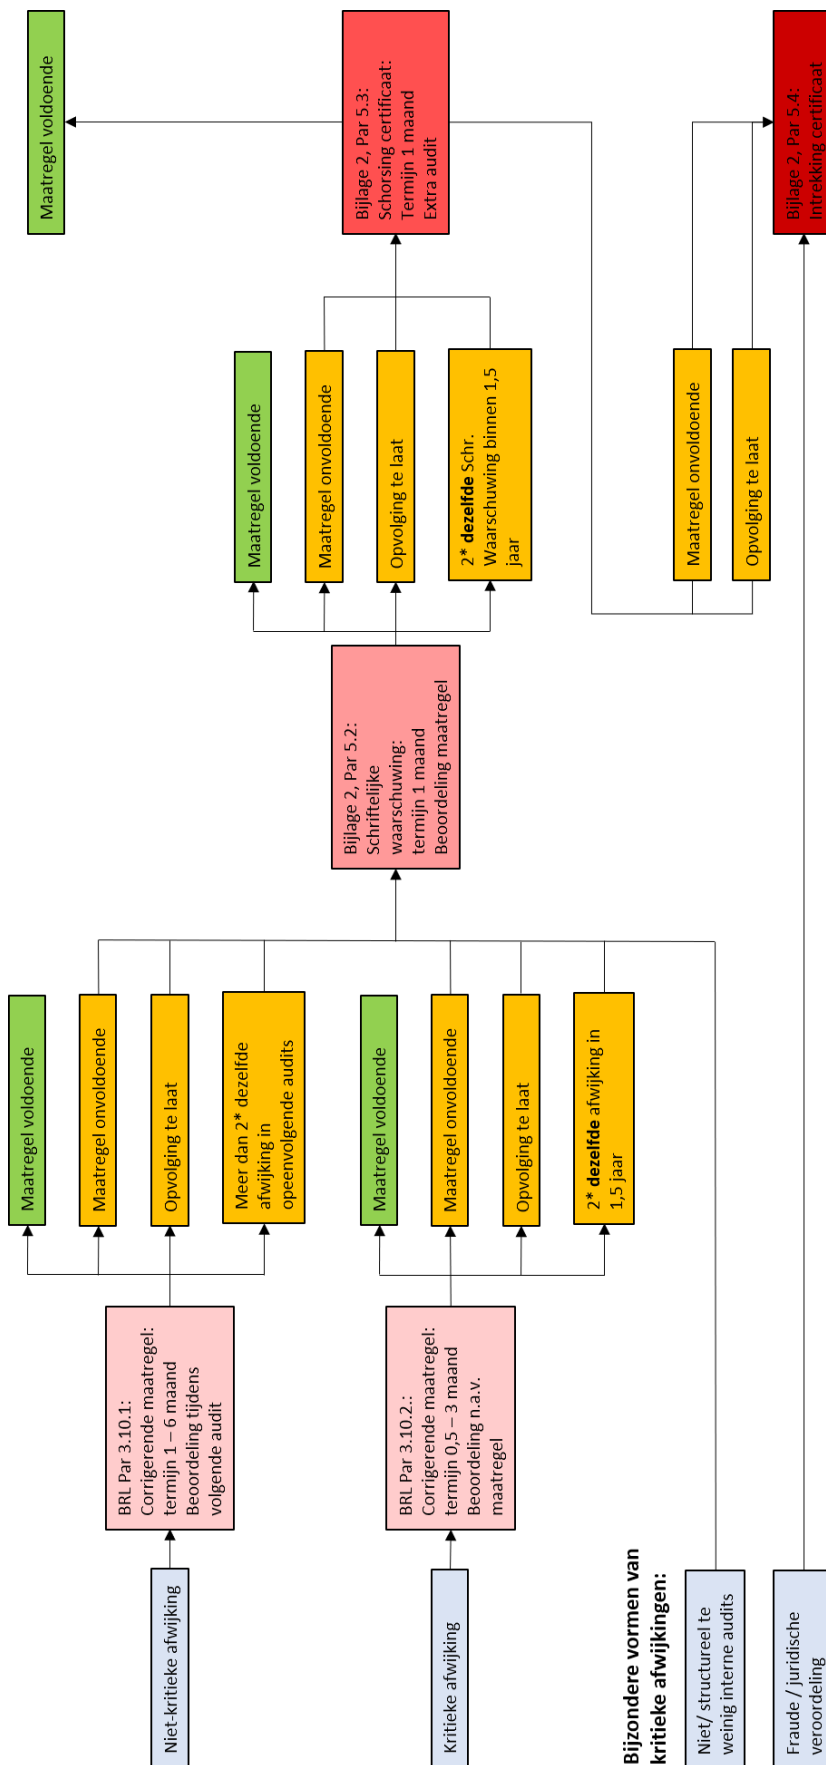 Niet-kritieke afwijking
BRL Par 3.10.1:
Corrigerende maatregel:
termijn 1 – 6 maand
Beoordeling tijdens
volgende audit
Maatregel voldoende
Maatregel onvoldoende
Opvolging te laat
Meer dan 2* dezelfde
afwijking in
opeenvolgende audits
Kritieke afwijking
BRL Par 3.10.2.:
Corrigerende maatregel:
termijn 0,5 – 3 maand
Beoordeling n.a.v.
maatregel
Maatregel voldoende
Maatregel onvoldoende
Opvolging te laat
2* dezelfde afwijking in
1,5 jaar
Bijzondere vormen van
kritieke afwijkingen:
Niet/ structureel te
weinig interne audits
Fraude / juridische
veroordeling
Bijlage 2, Par 5.2:
Schriftelijke
waarschuwing:
termijn 1 maand
Beoordeling maatregel
Maatregel voldoende
Maatregel onvoldoende
Opvolging te laat
2* dezelfde Schr.
Waarschuwing binnen 1,5
jaar
Bijlage 2, Par 5.3:
Schorsing certificaat:
Termijn 1 maand
Extra audit
Maatregel voldoende
Maatregel onvoldoende
Opvolging te laat
Bijlage 2, Par 5.4:
Intrekking certificaat